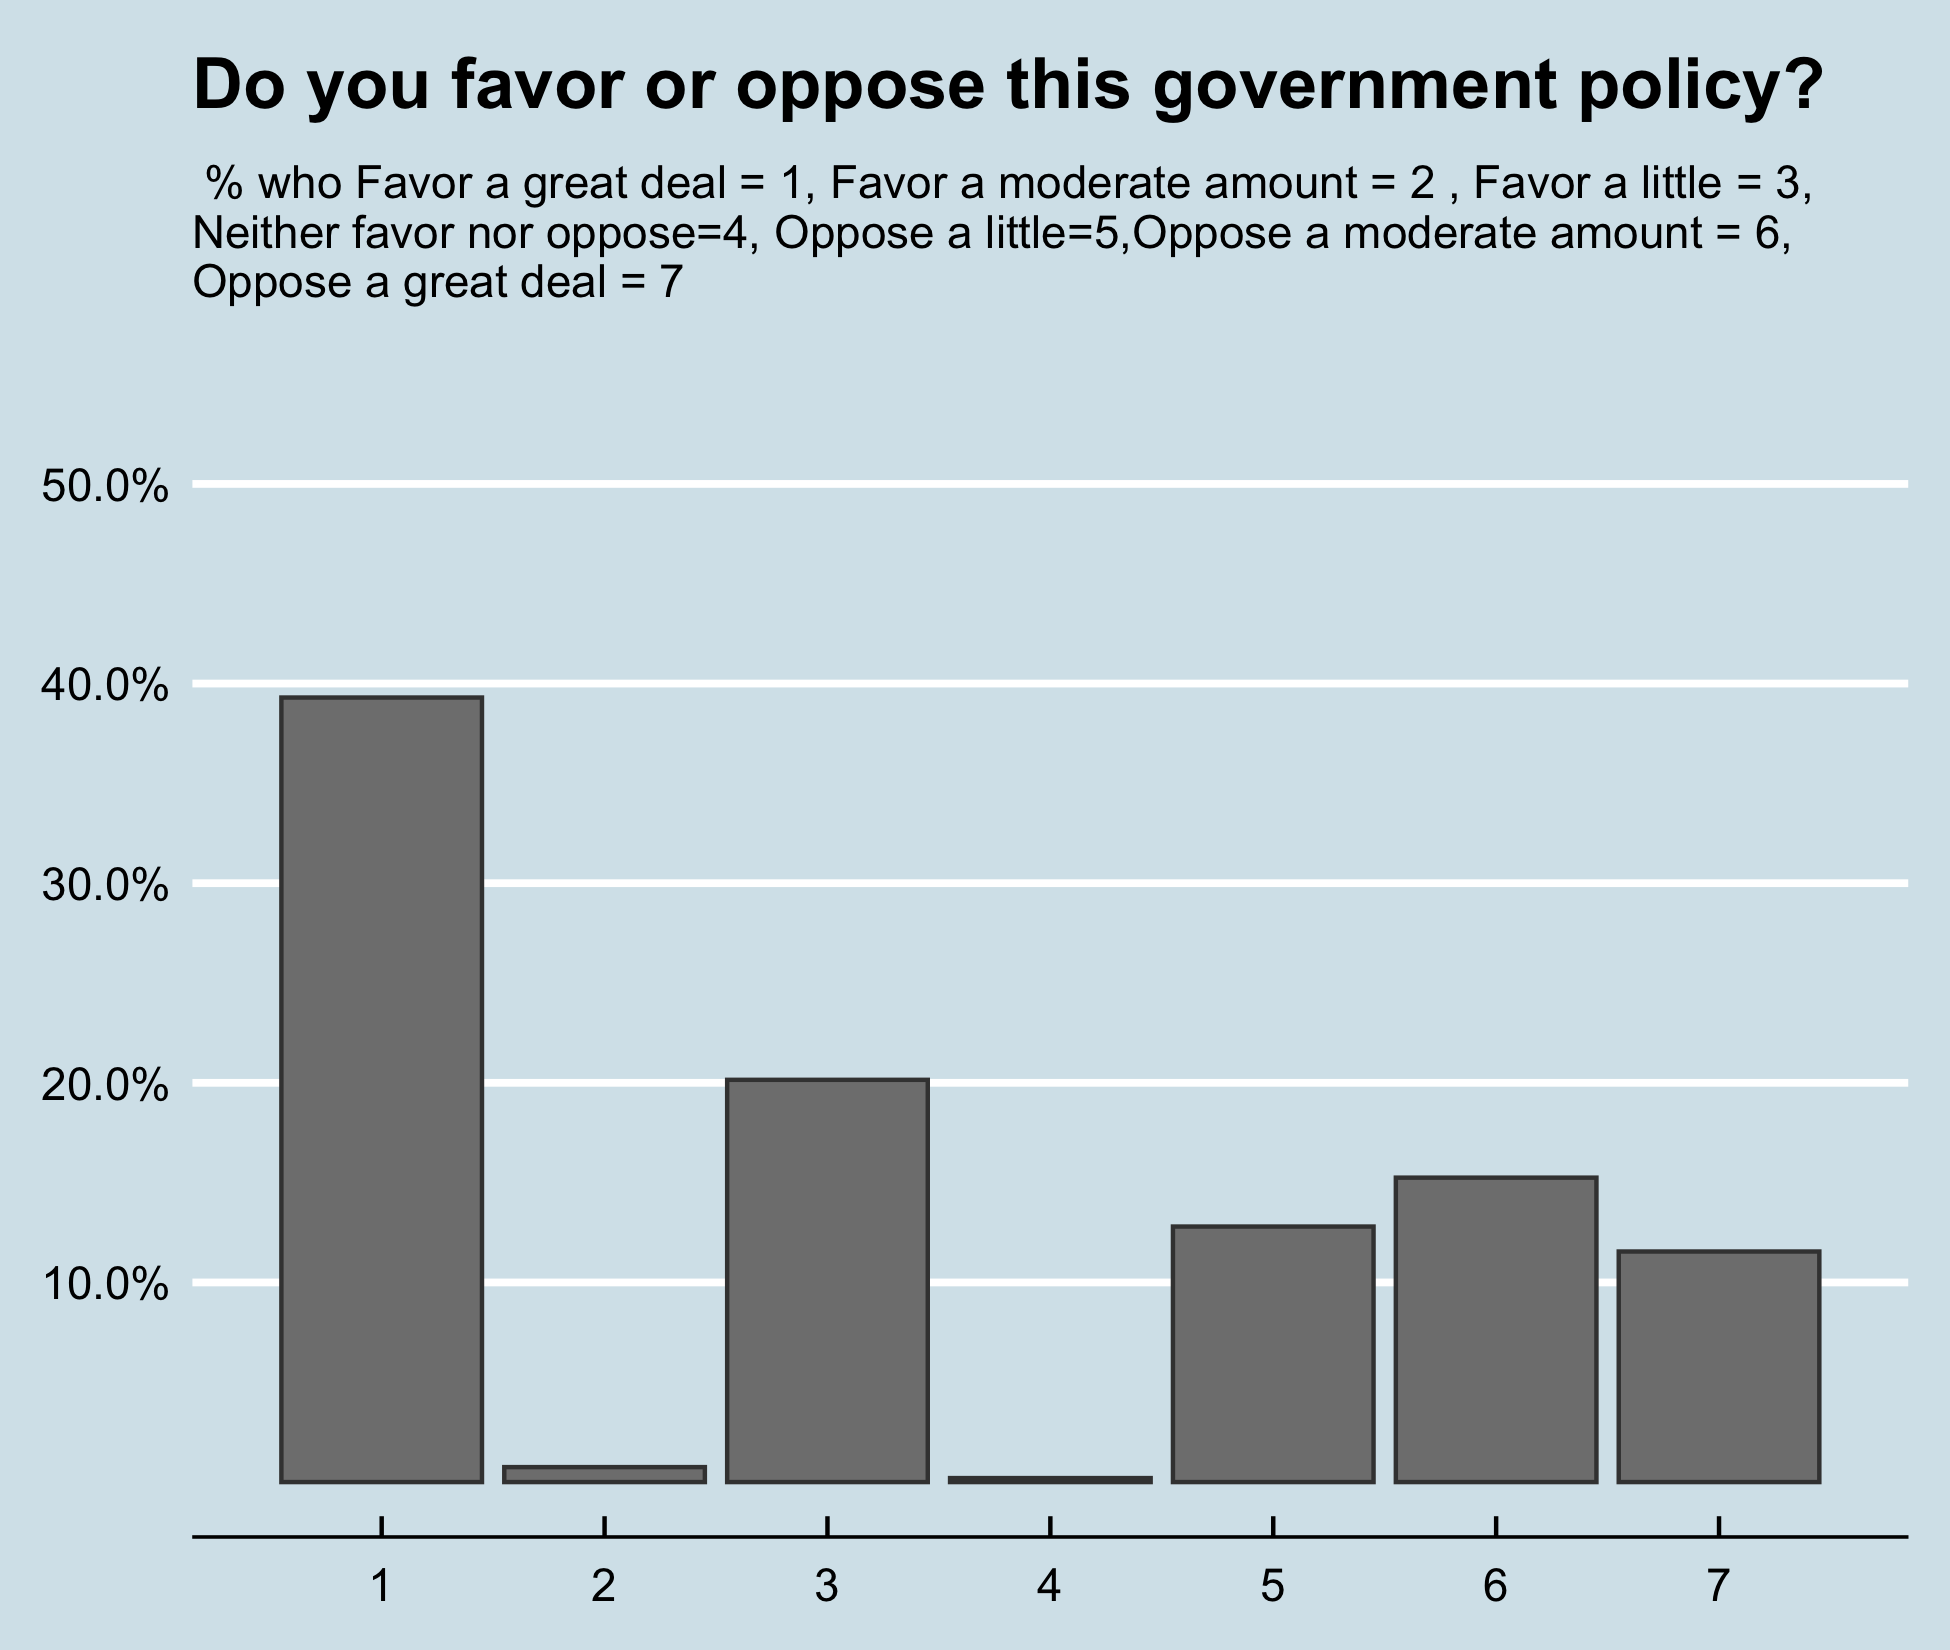 Do you favor or oppose this government policy?
% who Favor a great deal = 1, Favor a moderate amount = 2 , Favor a little = 3,
Neither favor nor oppose=4, Oppose a little=5,Oppose a moderate amount = 6,
Oppose a great deal = 7
50.0%
40.0%
30.0%
20.0%
10.0%
1 2 3 4 5 6 7